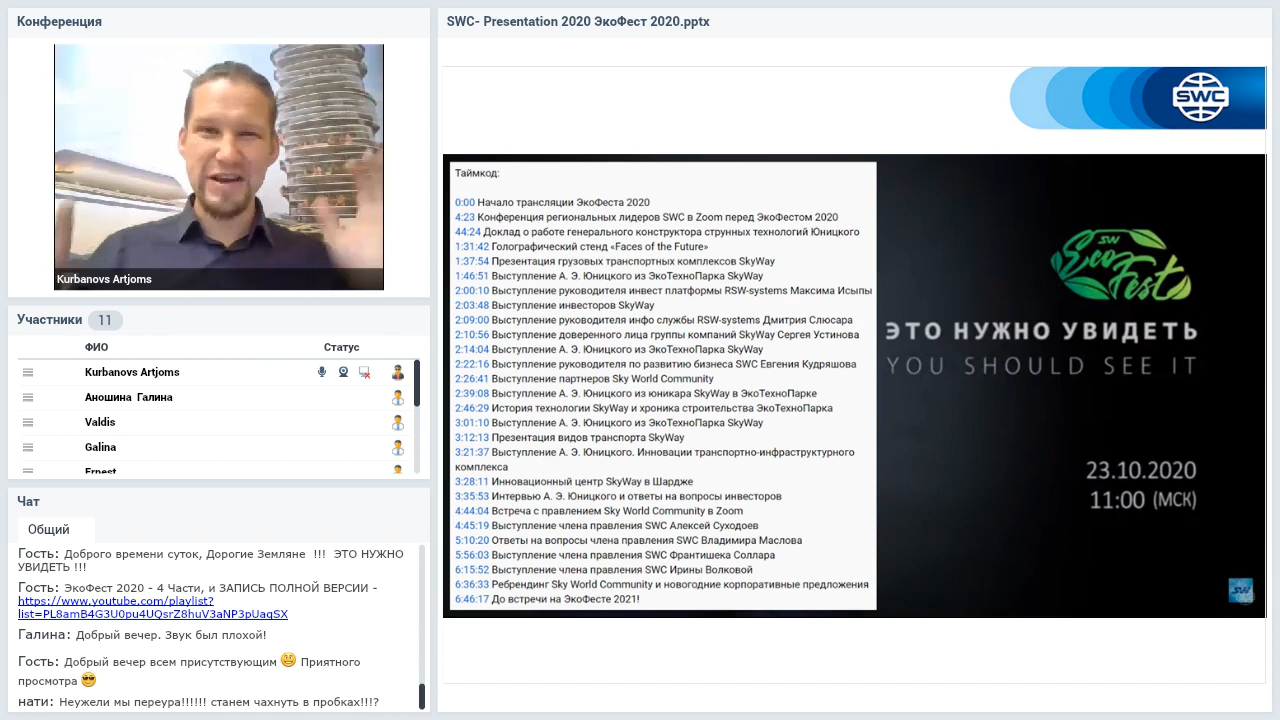 Конференция
Kurbanovs Artjoms
Участники 11
ФИО Статус
Kurbanovs Artjoms
Аношина Галина
Valdis
Galina
Ernest
Чат
Общий
Гость: Доброго времени суток, Дорогие Земляне !!! ЭТО НУЖНО
УВИДЕТЬ !!!
Гость: ЭкоФест 2020 - 4 Части, и ЗАПИСЬ ПОЛНОЙ ВЕРСИИ -
https://www.youtube.com/playlist?
list=PL8amB4G3U0pu4UQsrZ8huV3aNP3pUaqSX
Галина: Добрый вечер. Звук был плохой!
Гость: Добрый вечер всем присутствующим Приятного
просмотра
нати: Неужели мы переура!!!!!! станем чахнуть в пробках!!!?
SWC- Presentation 2020 ЭкоФест 2020.pptx
SWC
Таймкод:
0:00 Начало трансляции ЭкоФеста 2020
4:23 Конференция региональных лидеров SWC в Zoom перед ЭкоФестом 2020
44:24 Доклад о работе генерального конструктора струнных технологий Юницкого
1:31:42 Голографический стенд «Faces of the Future»
1:37:54 Презентация грузовых транспортных комплексов SkyWay
1:46:51 Выступление А. Э. Юницкого из ЭкоТехноПарка SkyWay
2:00:10 Выступление руководителя инвест платформы RSW-systems Максима Исыпы
2:03:48 Выступление инвесторов SkyWay
2:09:00 Выступление руководителя инфо службы RSW-systems Дмитрия Слюсара
2:10:56 Выступление доверенного лица группы компаний SkyWay Сергея Устинова
2:14:04 Выступление А. Э. Юницкого из ЭкоТехноПарка SkyWay
2:22:16 Выступление руководителя по развитию бизнеса SWC Евгения Кудряшова
2:26:41 Выступление партнеров Sky World Community
2:39:08 Выступление А. Э. Юницкого из юникара SkyWay в ЭкоТехноПарке
2:46:29 История технологии SkyWay и хроника строительства ЭкоТехноПарка
3:01:10 Выступление А. Э. Юницкого из ЭкоТехноПарка SkyWay
3:12:13 Презентация видов транспорта SkyWay
3:21:37 Выступление А. Э. Юницкого. Инновации транспортно-инфраструктурного
комплекса
3:28:11 Инновационный центр SkyWay в Шардже
3:35:53 Интервью А. Э. Юницкого и ответы на вопросы инвесторов
4:44:04 Встреча с правлением Sky World Community в Zoom
4:45:19 Выступление члена правления SWC Алексей Суходоев
5:10:20 Ответы на вопросы члена правления SWC Владимира Маслова
5:56:03 Выступление члена правления SWC Франтишека Соллара
6:15:52 Выступление члена правления SWC Ирины Волковой
6:36:33 Ребрендинг Sky World Community и новогодние корпоративные предложения
6:46:17 До встречи на ЭкоФесте 2021!
SW
Eco
Fest
ЭТО НУЖНО УВИДЕТЬ
YOU SHOULD SEE IT
23.10.2020
11:00 (МСК)
SW